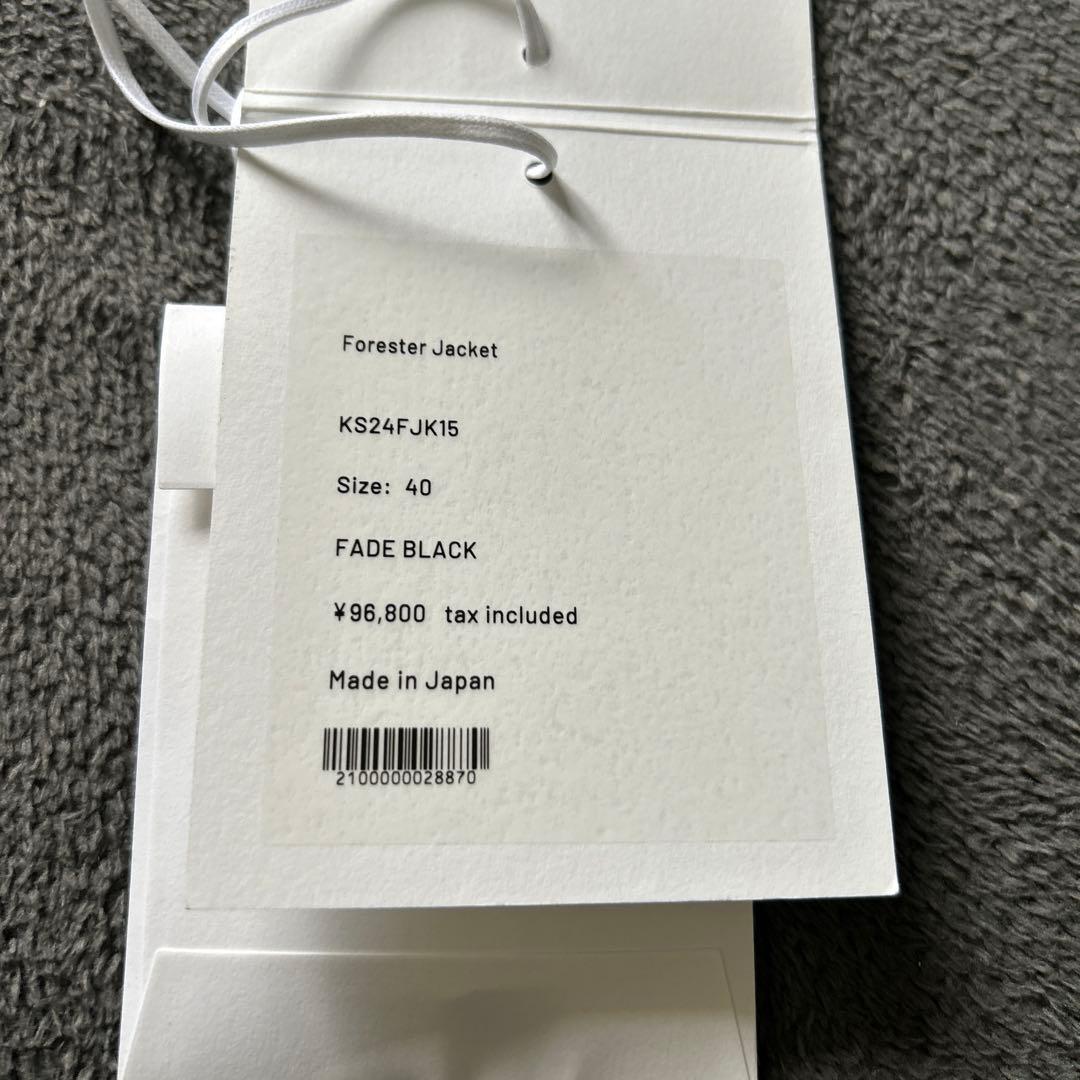 Forester Jacket
KS24FJK15
Size: 40
FADE BLACK
¥96,800 tax included
Made in Japan
2100000028870